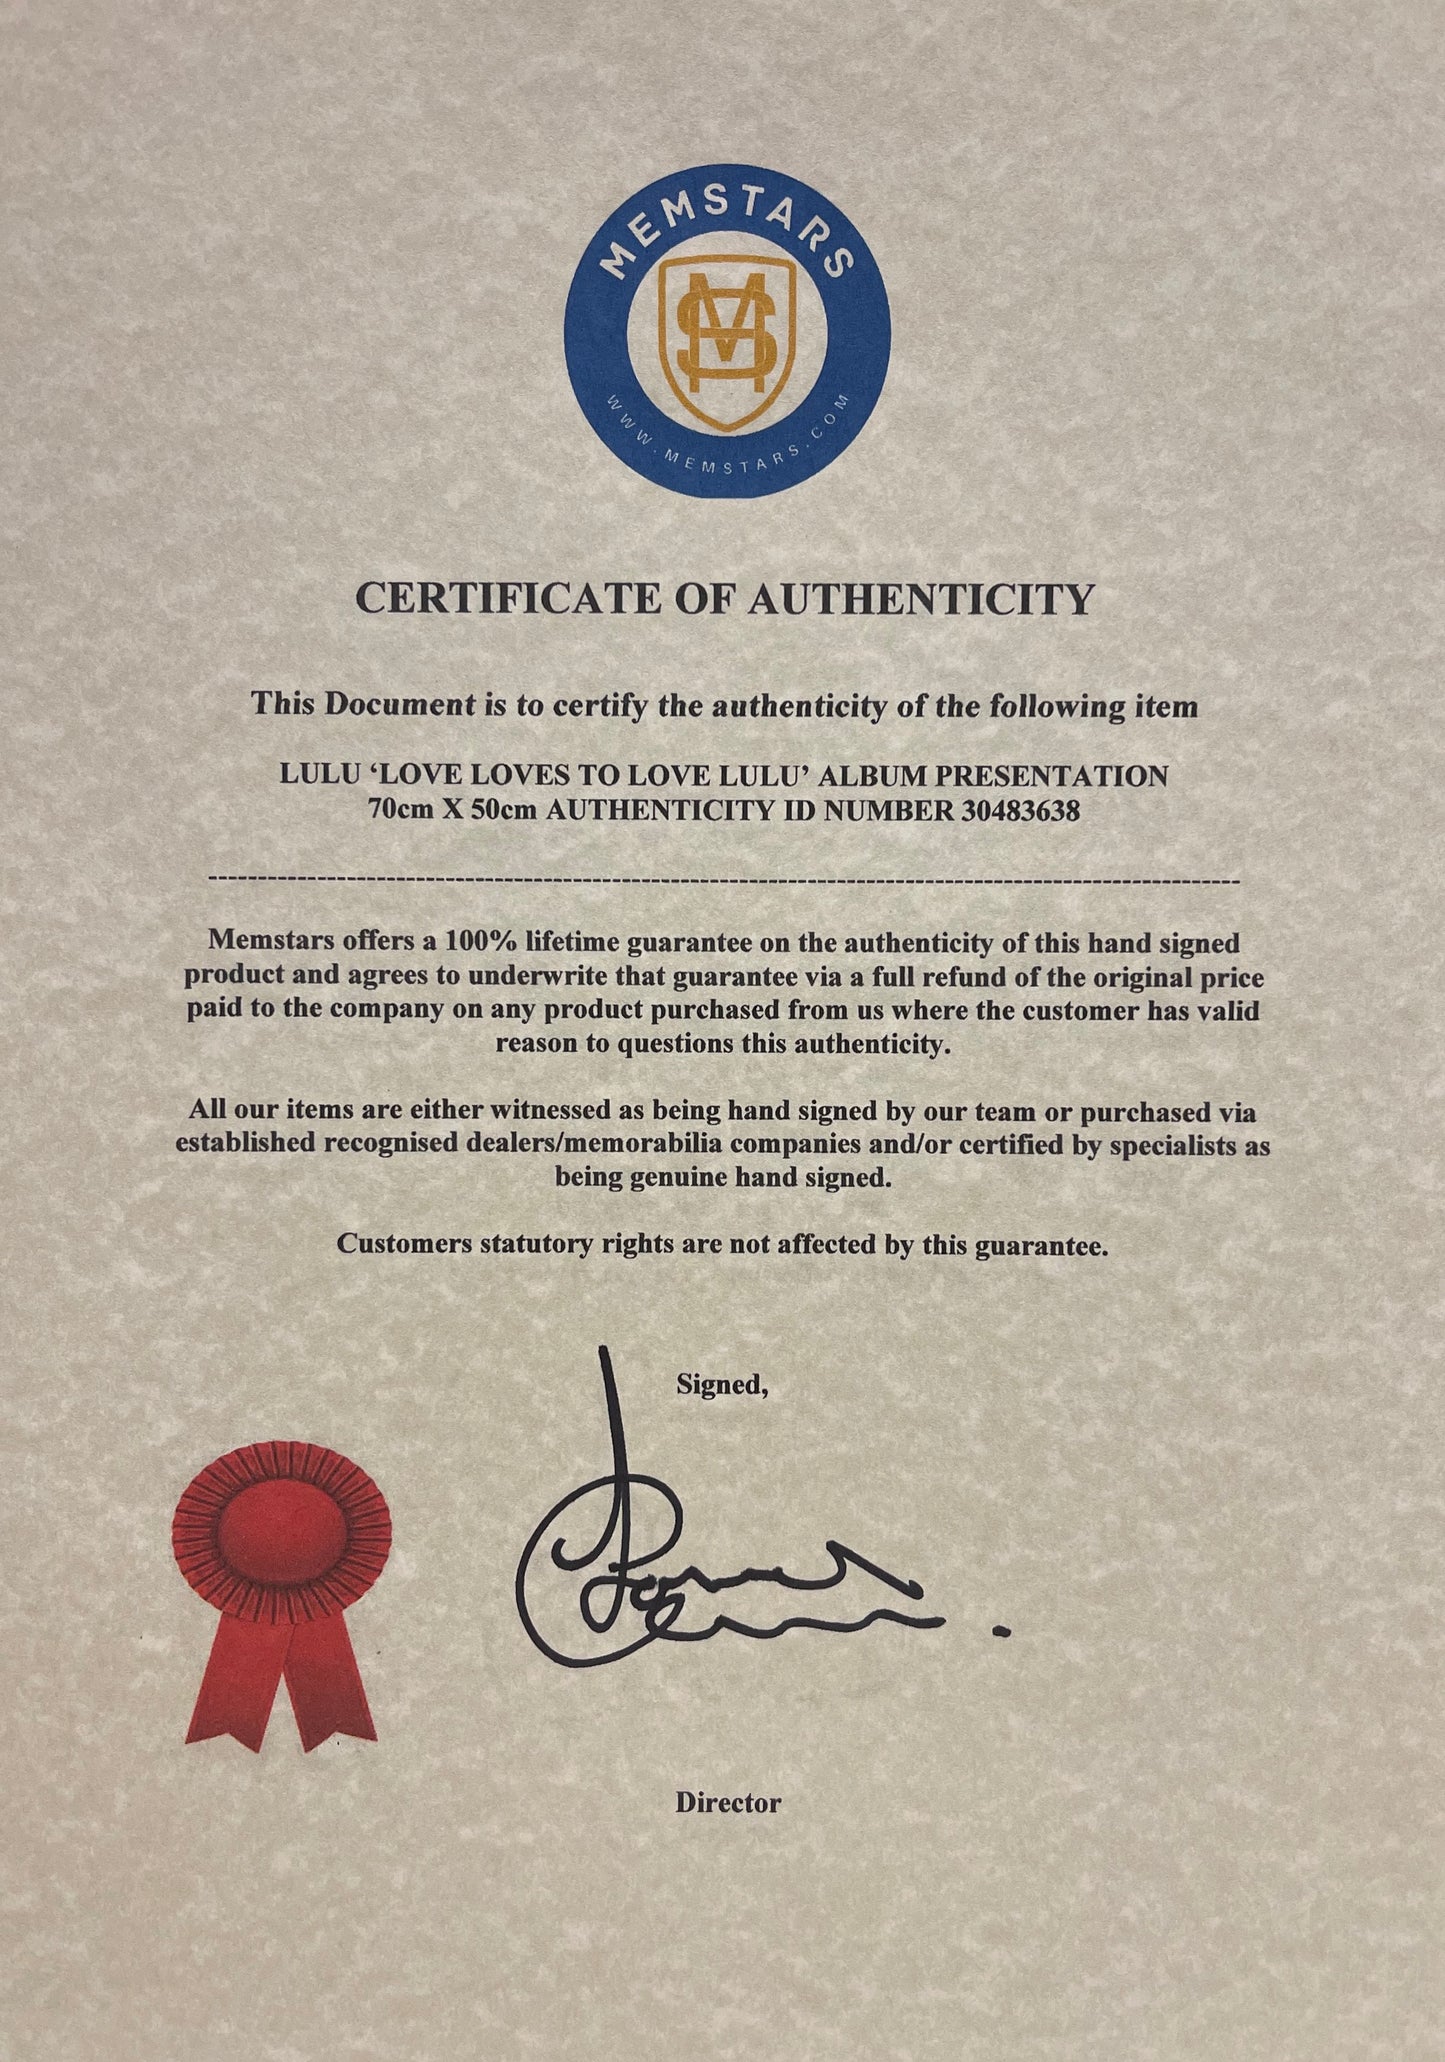 MEMSTARS
WWW.MEMSTARS.COM
CERTIFICATE OF AUTHENTICITY
This Document is to certify the authenticity of the following item
LULU ‘LOVE LOVES TO LOVE LULU’ ALBUM PRESENTATION
70cm X 50cm AUTHENTICITY ID NUMBER 30483638
Memstars offers a 100% lifetime guarantee on the authenticity of this hand signed
product and agrees to underwrite that guarantee via a full refund of the original price
paid to the company on any product purchased from us where the customer has valid
reason to questions this authenticity.
All our items are either witnessed as being hand signed by our team or purchased via
established recognised dealers/memorabilia companies and/or certified by specialists as
being genuine hand signed.
Customers statutory rights are not affected by this guarantee.
Signed,
Director